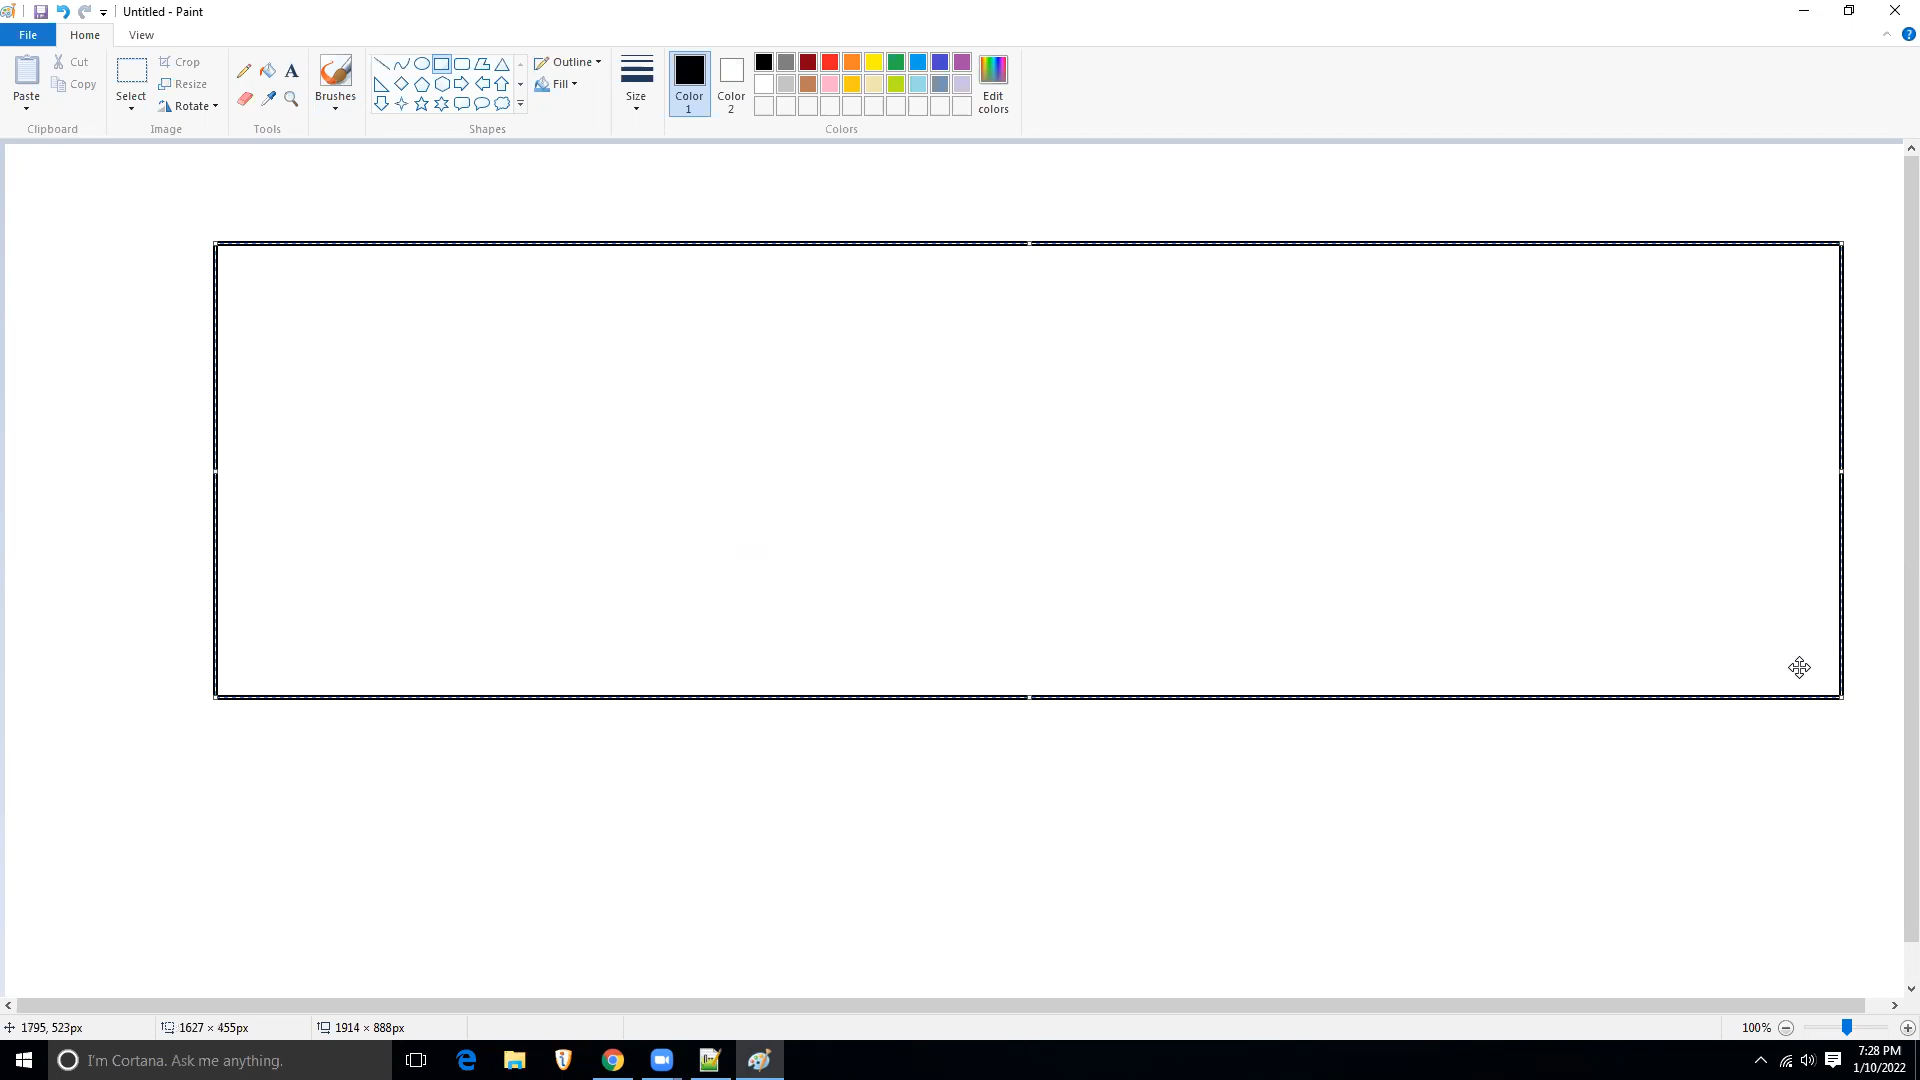 Untitled - Paint
File Home View
Paste
Cut
Copy
Clipboard
Select
Crop
Resize
Rotate
Image
Tools
Brushes
Shapes
Outline
Fill
Size
Color 1
Color 2
Edit colors
Colors
1795, 523px
1627 × 455px
1914 × 888px
100%
I'm Cortana. Ask me anything.
7:28 PM
1/10/2022